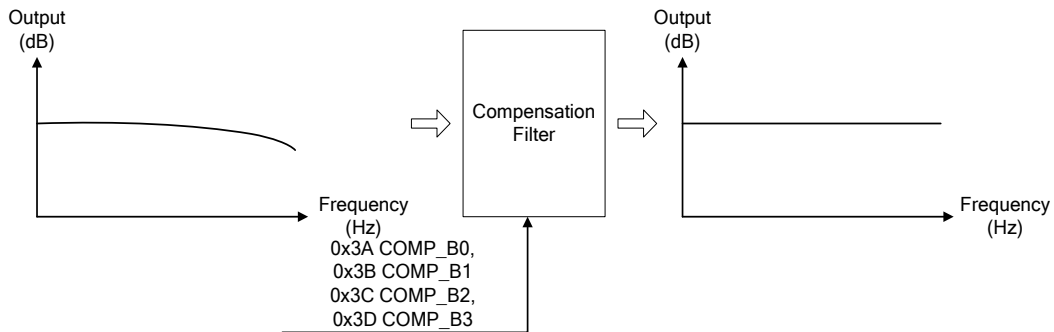 Output
(dB)
Frequency
(Hz)
0x3A COMP_B0,
0x3B COMP_B1
0x3C COMP_B2,
0x3D COMP_B3
Compensation
Filter
Output
(dB)
Frequency
(Hz)